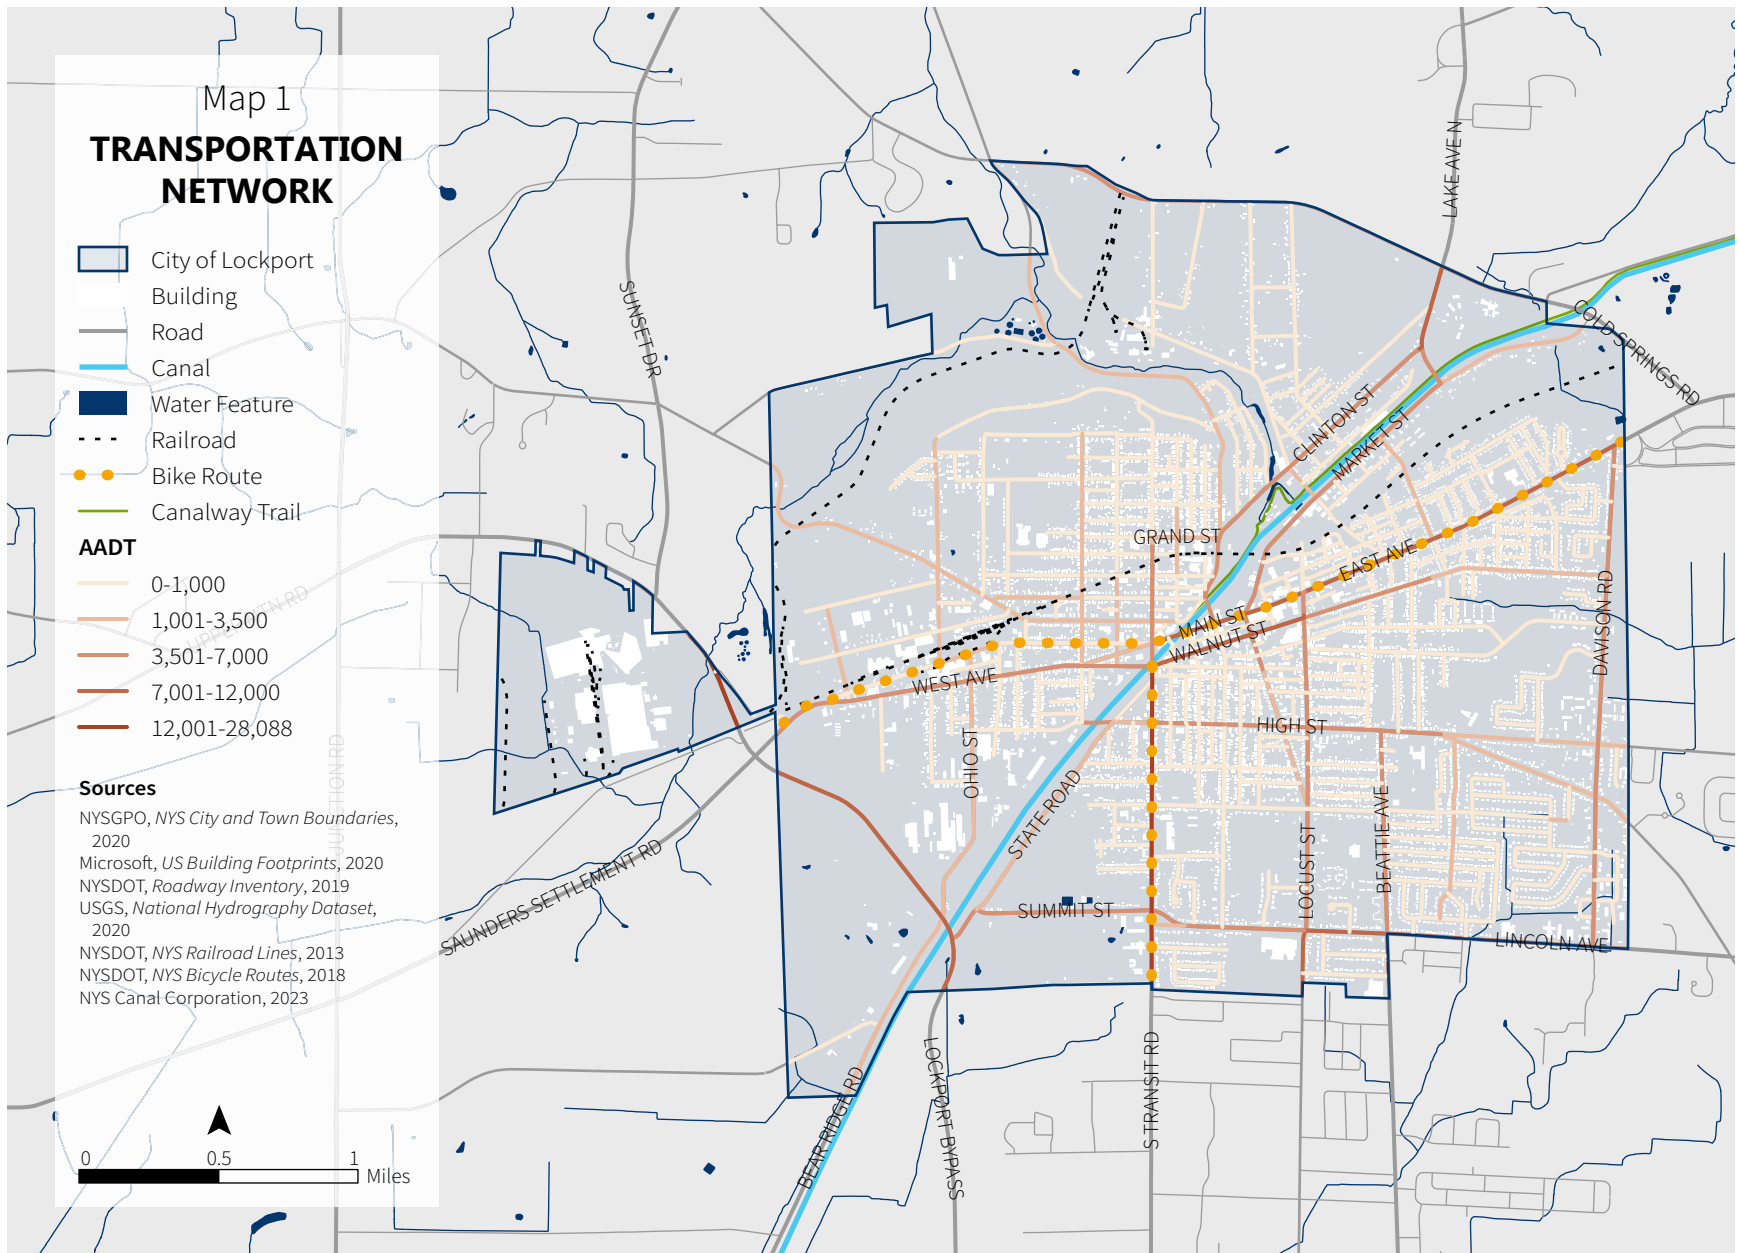 Map 1
TRANSPORTATION
NETWORK
City of Lockport
Building
Road
Canal
Water Feature
Railroad
Bike Route
Canalway Trail
AADT
0-1,000
1,001-3,500
3,501-7,000
7,001-12,000
12,001-28,088
Sources
NYSGPO, NYS City and Town Boundaries,
2020
Microsoft, US Building Footprints, 2020
NYSDOT, Roadway Inventory, 2019
USGS, National Hydrography Dataset,
2020
NYSDOT, NYS Railroad Lines, 2013
NYSDOT, NYS Bicycle Routes, 2018
NYS Canal Corporation, 2023
0 0.5 1
Miles
UPPER MTN RD
JUNCTION RD
SUNSET DR
LAKE AVE N
COLD SPRINGS RD
CLINTON ST
MARKET ST
GRAND ST
EAST AVE
MAIN ST
WALNUT ST
DAVISON RD
WEST AVE
HIGH ST
OHIO ST
STATE ROAD
BEATTIE AVE
LOCUST ST
SAUNDERS SETTLEMENT RD
SUMMIT ST
LINCOLN AVE
BEAR RIDGE RD
LOCKPORT BYPASS
S TRANSIT RD